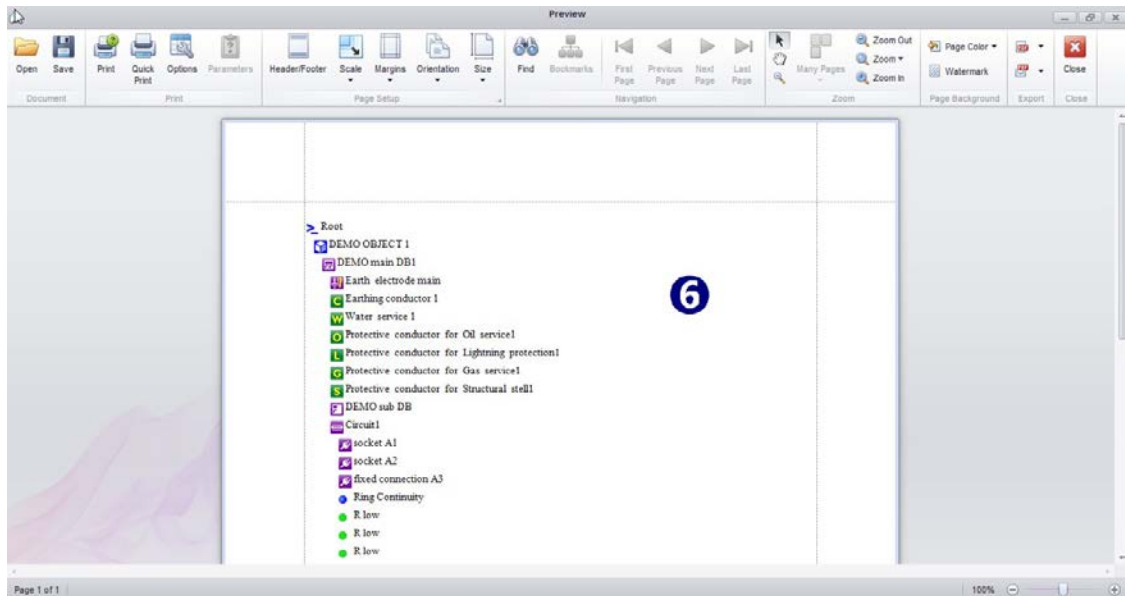 Preview
Open
Save
Print
Quick Print
Options
Parameters
Header/Footer
Scale
Margins
Orientation
Size
Find
Bookmarks
First Page
Previous Page
Next Page
Last Page
Many Pages
Zoom Out
Zoom
Zoom In
Page Color
Watermark
Close
Document
Print
Page Setup
Navigation
Zoom
Page Background
Export
Close
Root
DEMO OBJECT 1
DEMO main DB1
Earth electrode main
C Earthing conductor 1
W Water service 1
O Protective conductor for Oil service1
L Protective conductor for Lightning protection1
G Protective conductor for Gas service1
S Protective conductor for Structural stell1
DEMO sub DB
Circuit1
socket A1
socket A2
fixed connection A3
Ring Continuity
R low
R low
R low
6
Page 1 of 1
100%